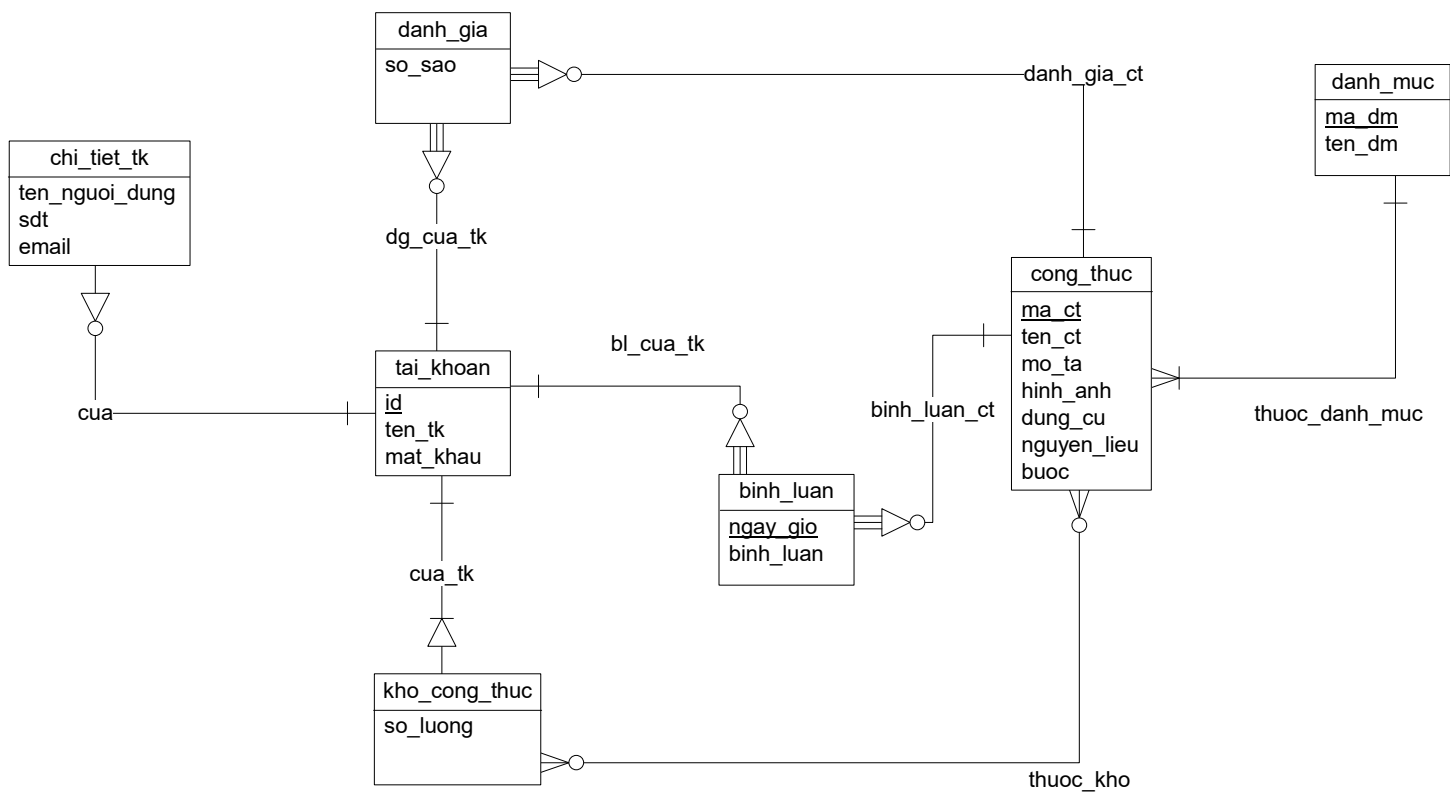 danh_gia
so_sao
danh_gia_ct
danh_muc
ma_dm
ten_dm
chi_tiet_tk
ten_nguoi_dung
sdt
email
dg_cua_tk
cong_thuc
ma_ct
ten_ct
mo_ta
hinh_anh
dung_cu
nguyen_lieu
buoc
bl_cua_tk
tai_khoan
id
ten_tk
mat_khau
cua
binh_luan_ct
thuoc_danh_muc
binh_luan
ngay_gio
binh_luan
cua_tk
kho_cong_thuc
so_luong
thuoc_kho